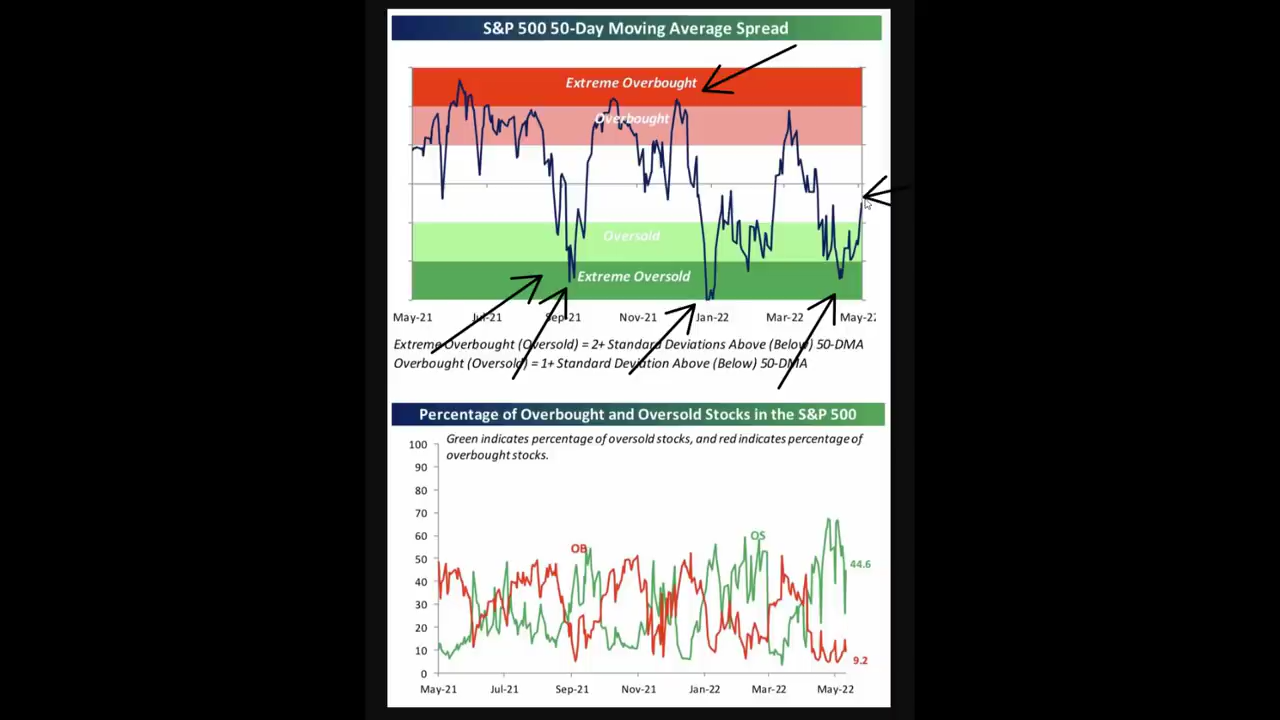 S&P 500 50-Day Moving Average Spread
Extreme Overbought
Overbought
Oversold
Extreme Oversold
May-21 Jul-21 Sep-21 Nov-21 Jan-22 Mar-22 May-22
Extreme Overbought (Oversold) = 2+ Standard Deviations Above (Below) 50-DMA
Overbought (Oversold) = 1+ Standard Deviation Above (Below) 50-DMA
Percentage of Overbought and Oversold Stocks in the S&P 500
Green indicates percentage of oversold stocks, and red indicates percentage of
overbought stocks.
100
90
80
70
60
50
40
30
20
10
0
OB
OS
44.6
9.2
May-21 Jul-21 Sep-21 Nov-21 Jan-22 Mar-22 May-22